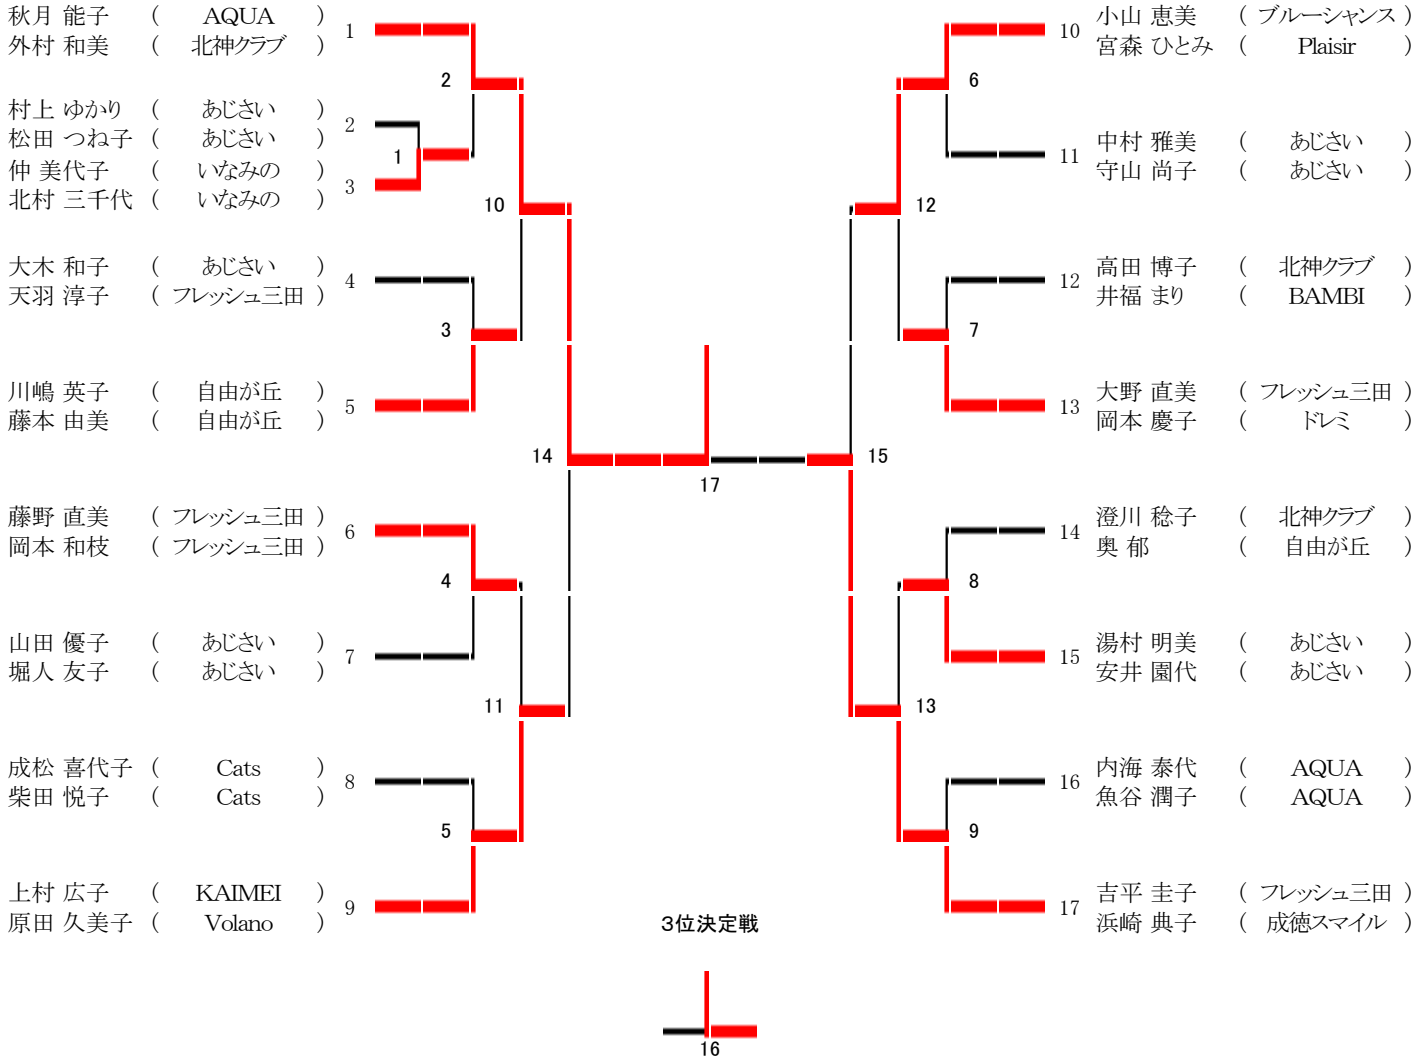 秋月 能子 ( AQUA ) 1
外村 和美 ( 北神クラブ )
村上 ゆかり ( あじさい ) 2
松田 つね子 ( あじさい )
仲 美代子 ( いなみの ) 3
北村 三千代 ( いなみの )
大木 和子 ( あじさい ) 4
天羽 淳子 ( フレッシュ三田 )
川嶋 英子 ( 自由が丘 ) 5
藤本 由美 ( 自由が丘 )
藤野 直美 ( フレッシュ三田 ) 6
岡本 和枝 ( フレッシュ三田 )
山田 優子 ( あじさい ) 7
堀人 友子 ( あじさい )
成松 喜代子 ( Cats ) 8
柴田 悦子 ( Cats )
上村 広子 ( KAIMEI ) 9
原田 久美子 ( Volano )
1
2
3
4
5
10
11
14
17
15
12
13
6
7
8
9
10 小山 恵美 ( ブルーシャンス )
宮森 ひとみ ( Plaisir )
11 中村 雅美 ( あじさい )
守山 尚子 ( あじさい )
12 高田 博子 ( 北神クラブ )
井福 まり ( BAMBI )
13 大野 直美 ( フレッシュ三田 )
岡本 慶子 ( ドレミ )
14 澄川 稔子 ( 北神クラブ )
奥 郁 ( 自由が丘 )
15 湯村 明美 ( あじさい )
安井 園代 ( あじさい )
16 内海 泰代 ( AQUA )
魚谷 潤子 ( AQUA )
17 吉平 圭子 ( フレッシュ三田 )
浜崎 典子 ( 成徳スマイル )
3位決定戦
16